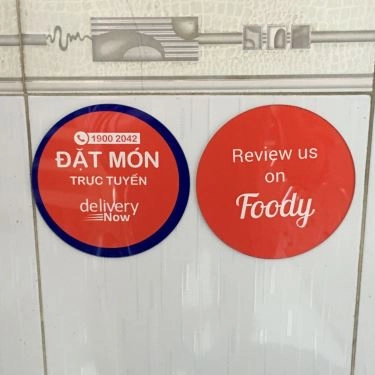 1900 2042
ĐẶT MÓN
TRỰC TUYẾN
delivery
Now
Review us
on
Foody